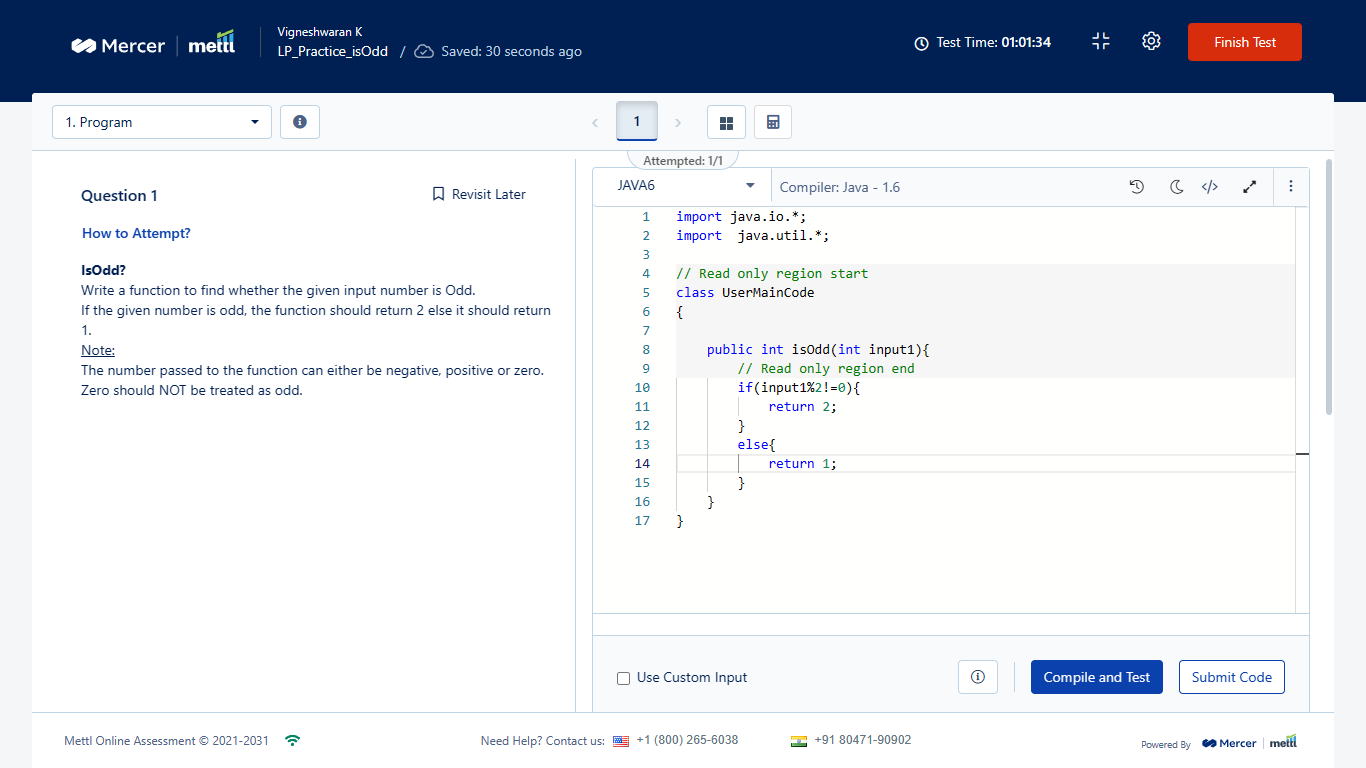 Mercer | mettl
Vigneshwaran K
LP_Practice_isOdd / Saved: 30 seconds ago
Test Time: 01:01:34
Finish Test
1. Program
1
Attempted: 1/1
Question 1
Revisit Later
How to Attempt?
IsOdd?
Write a function to find whether the given input number is Odd.
If the given number is odd, the function should return 2 else it should return
1.
Note:
The number passed to the function can either be negative, positive or zero.
Zero should NOT be treated as odd.
JAVA6
Compiler: Java - 1.6
1 import java.io.*;
2 import  java.util.*;
3
4 // Read only region start
5 class UserMainCode
6 {
7
8     public int isOdd(int input1){
9         // Read only region end
10         if(input1%2!=0){
11             return 2;
12         }
13         else{
14             return 1;
15         }
16     }
17 }
Use Custom Input
Compile and Test
Submit Code
Mettl Online Assessment © 2021-2031
Need Help? Contact us: +1 (800) 265-6038
+91 80471-90902
Powered By Mercer | mettl